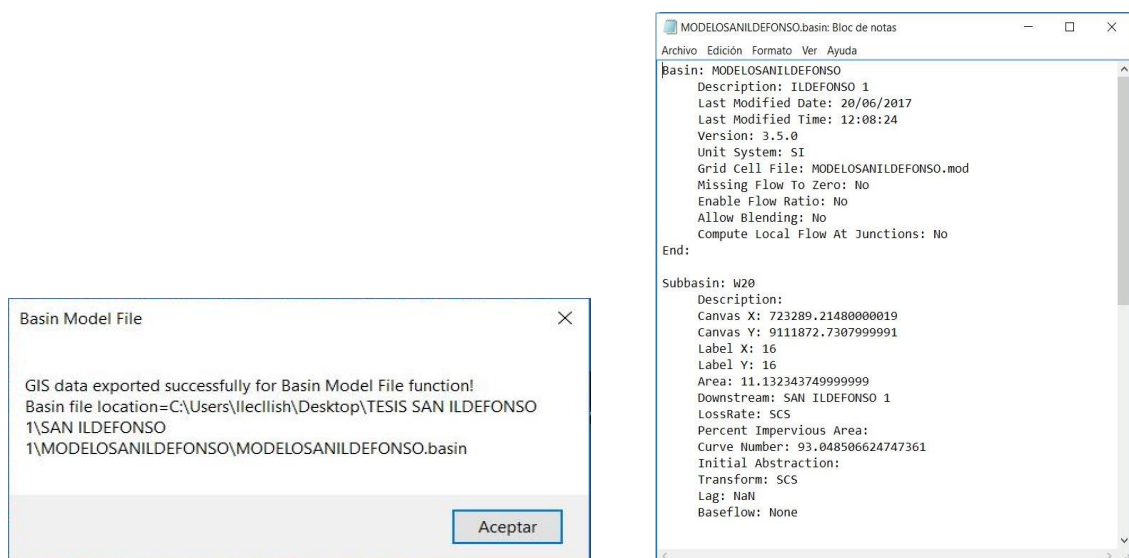 Basin Model File
GIS data exported successfully for Basin Model File function!
Basin file location=C:\Users\llecllish\Desktop\TESIS SAN ILDEFONSO
1\SAN ILDEFONSO
1\MODELOSANILDEFONSO\MODELOSANILDEFONSO.basin
Aceptar
MODELOSANILDEFONSO.basin: Bloc de notas
Archivo Edición Formato Ver Ayuda
Basin: MODELOSANILDEFONSO
Description: ILDEFONSO 1
Last Modified Date: 20/06/2017
Last Modified Time: 12:08:24
Version: 3.5.0
Unit System: SI
Grid Cell File: MODELOSANILDEFONSO.mod
Missing Flow To Zero: No
Enable Flow Ratio: No
Allow Blending: No
Compute Local Flow At Junctions: No
End:
Subbasin: W20
Description:
Canvas X: 723289.21480000019
Canvas Y: 9111872.7307999991
Label X: 16
Label Y: 16
Area: 11.132343749999999
Downstream: SAN ILDEFONSO 1
LossRate: SCS
Percent Impervious Area:
Curve Number: 93.048506624747361
Initial Abstraction:
Transform: SCS
Lag: NaN
Baseflow: None